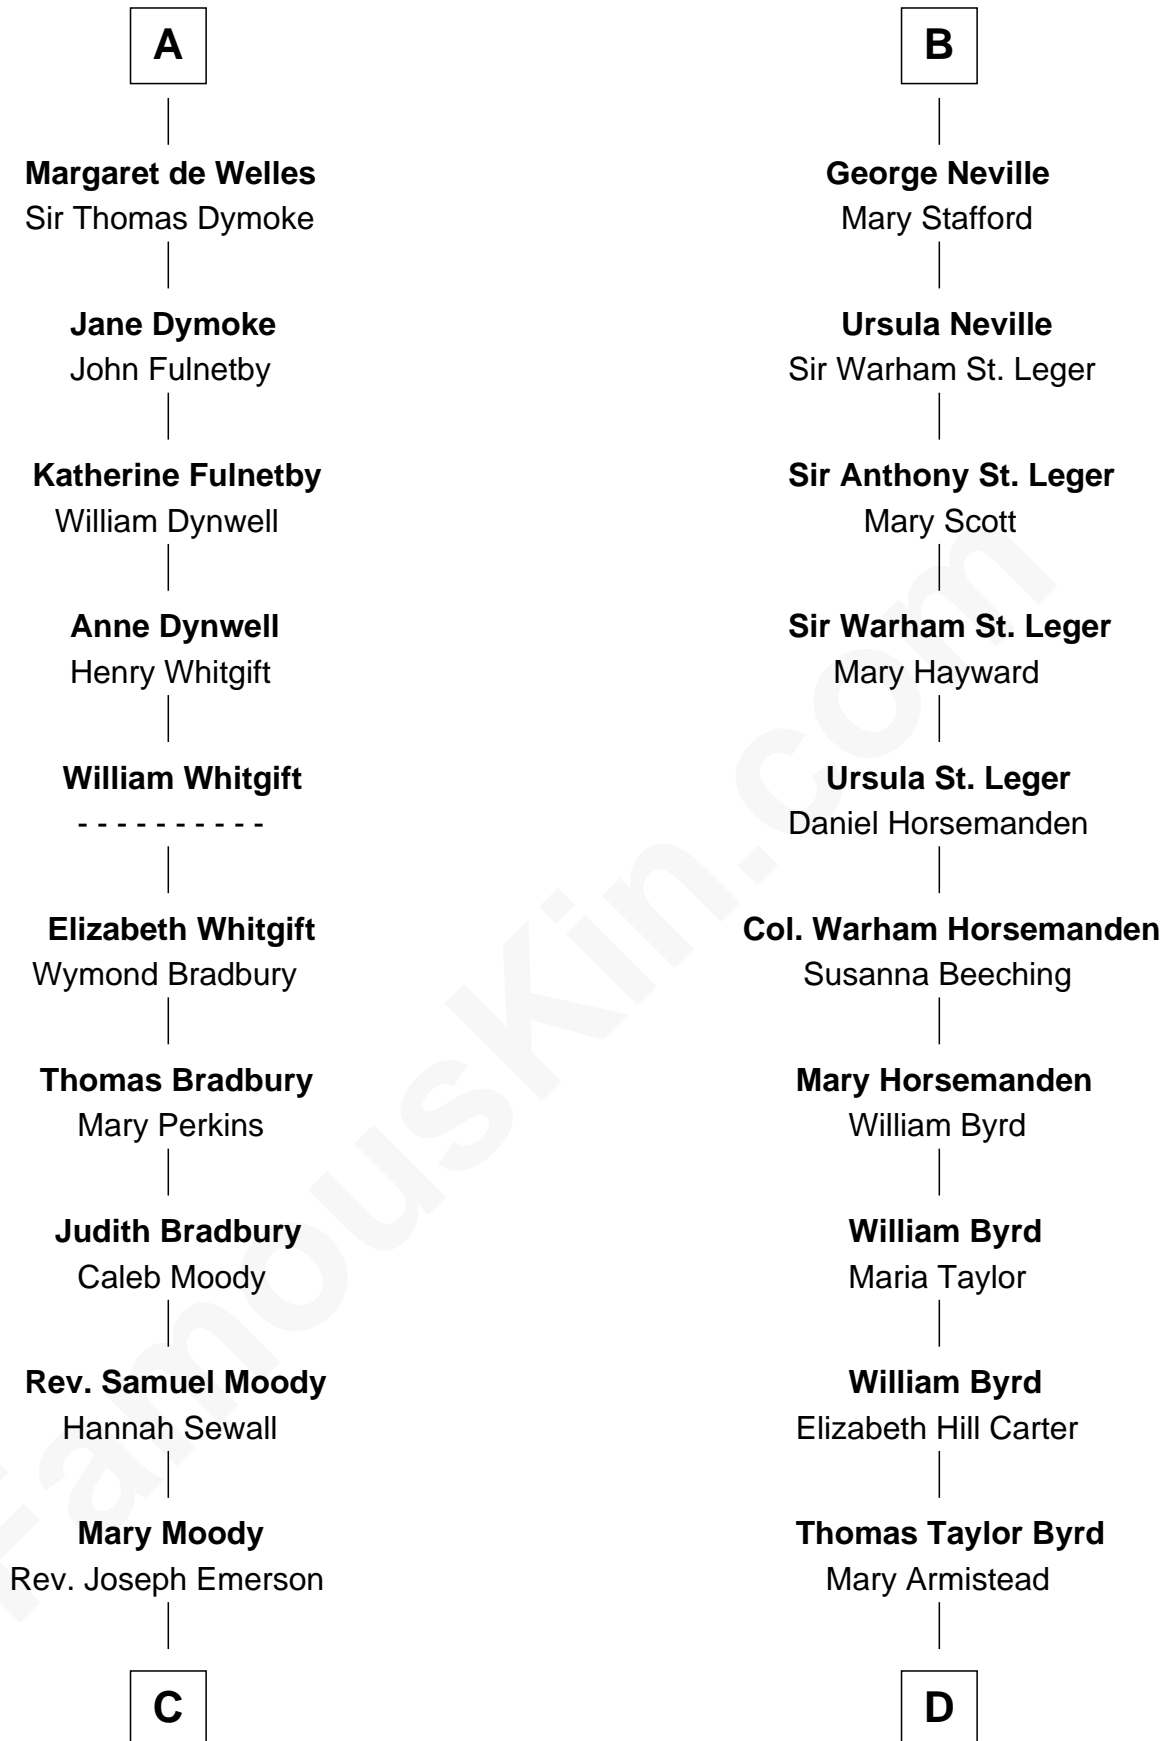 A
Margaret de Welles
Sir Thomas Dymoke
Jane Dymoke
John Fulnetby
Katherine Fulnetby
William Dynwell
Anne Dynwell
Henry Whitgift
William Whitgift
- - - - - - - - - -
Elizabeth Whitgift
Wymond Bradbury
Thomas Bradbury
Mary Perkins
Judith Bradbury
Caleb Moody
Rev. Samuel Moody
Hannah Sewall
Mary Moody
Rev. Joseph Emerson
C
B
George Neville
Mary Stafford
Ursula Neville
Sir Warham St. Leger
Sir Anthony St. Leger
Mary Scott
Sir Warham St. Leger
Mary Hayward
Ursula St. Leger
Daniel Horsemanden
Col. Warham Horsemanden
Susanna Beeching
Mary Horsemanden
William Byrd
William Byrd
Maria Taylor
William Byrd
Elizabeth Hill Carter
Thomas Taylor Byrd
Mary Armistead
D
FamousKin.com